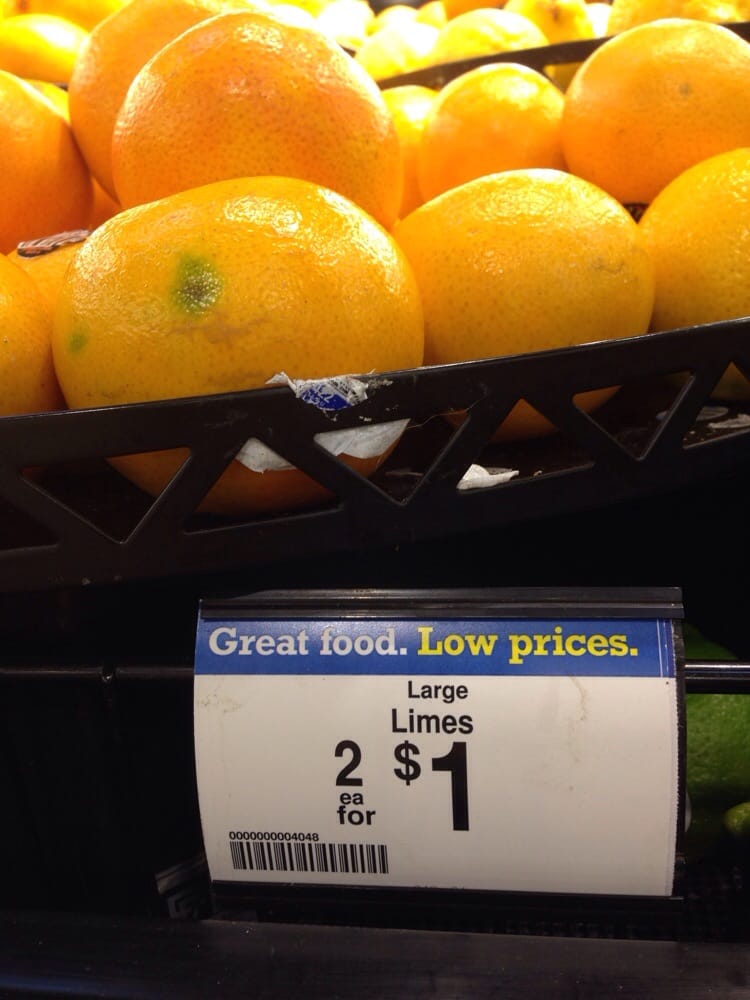 Great food. Low prices.
Large
Limes
2 ea for $1
0000000004048